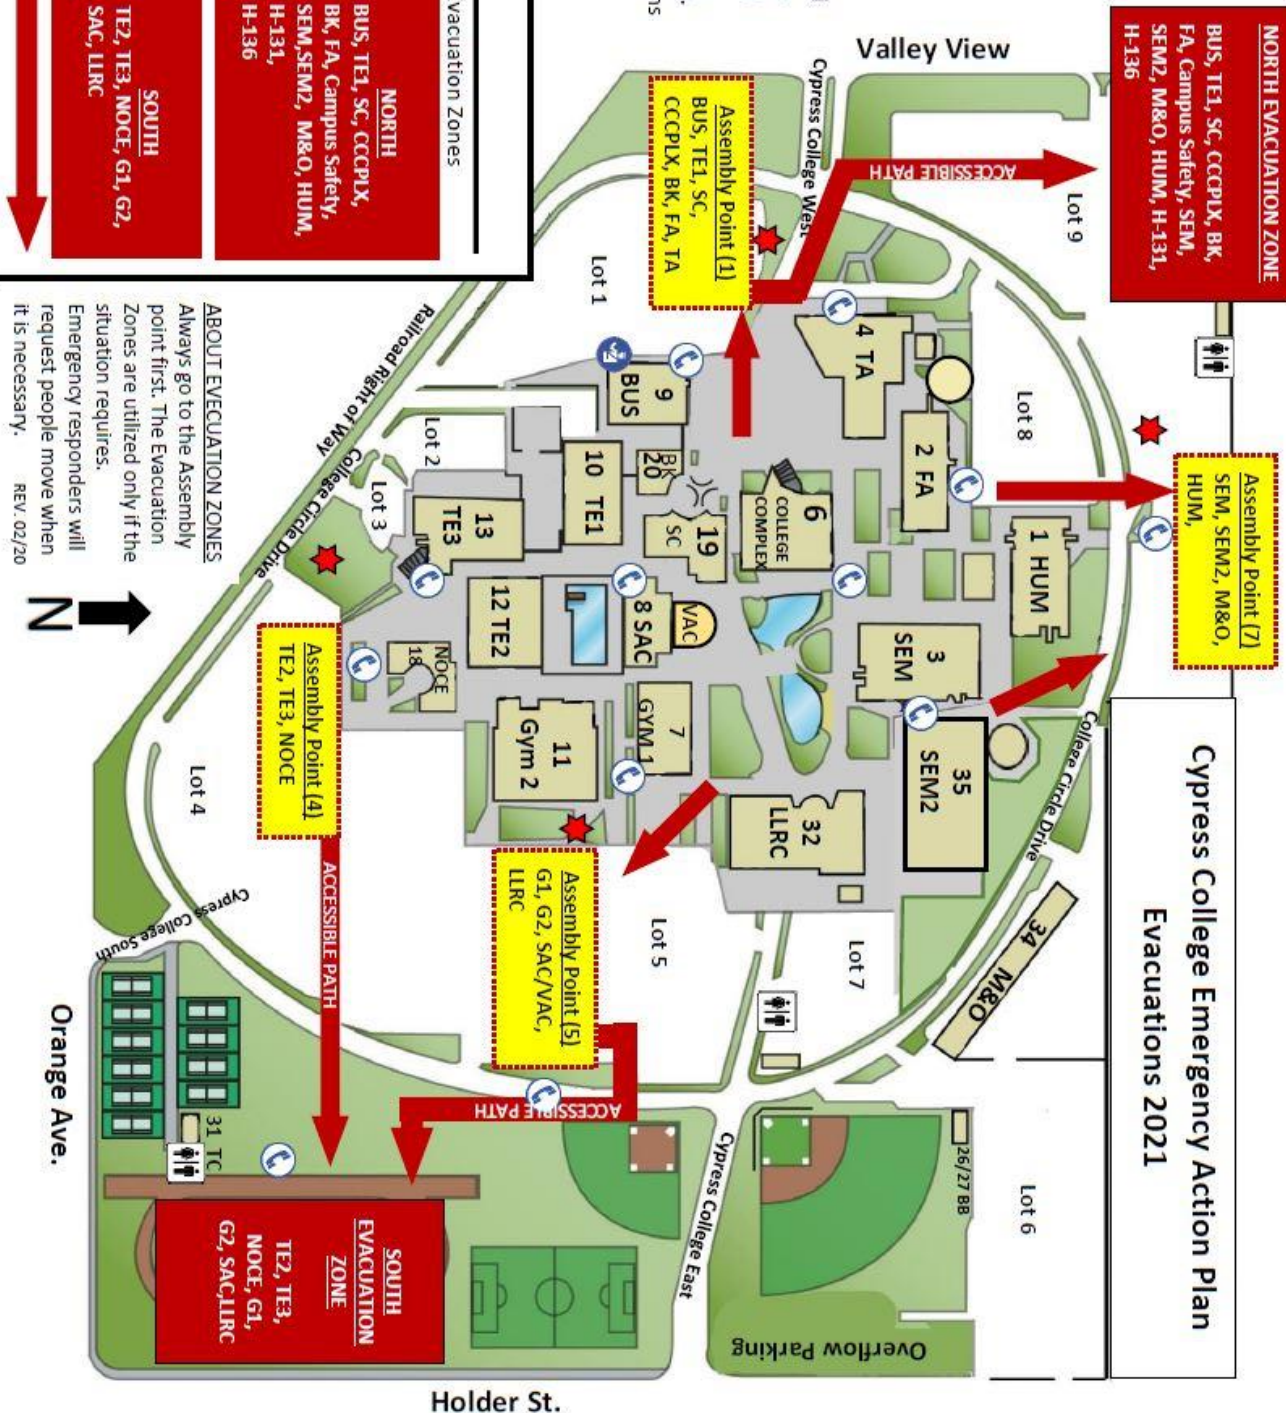 Cypress College Emergency Action Plan
Evacuations 2021
NORTH EVACUATION ZONE
BUS, TE1, SC, CCCPLX, BK,
FA, Campus Safety, SEM,
SEM2, M&O, HUM, H-131,
H-136
Assembly Point (7)
SEM, SEM2, M&O,
HUM,
Valley View
Cypress College West
ACCESSIBLE PATH
Lot 9
Lot 8
Assembly Point (1)
BUS, TE1, SC,
CCCPLX, BK, FA, TA
4 TA
2 FA
1 HUM
3
SEM
35
SEM2
College Circle Drive
34 M&O
Lot 6
26/27 BB
Lot 7
32
LLRC
6
COLLEGE
COMPLEX
19
SC
BK
20
9
BUS
Lot 1
10 TE1
Lot 2
13
TE3
Lot 3
12 TE2
8 SAC
VAC
7
GYM 1
11
Gym 2
NOCE
18
Railroad Right of Way
College Circle Drive
Assembly Point (4)
TE2, TE3, NOCE
ACCESSIBLE PATH
Assembly Point (5)
G1, G2, SAC/VAC,
LLRC
ACCESSIBLE PATH
Lot 5
Lot 4
Cypress College South
Cypress College East
Overflow Parking
31 TC
SOUTH
EVACUATION
ZONE
TE2, TE3,
NOCE, G1,
G2, SAC,LLRC
Orange Ave.
Holder St.
vacuation Zones
NORTH
BUS, TE1, SC, CCCPLX,
BK, FA, Campus Safety,
SEM,SEM2, M&O, HUM,
H-131,
H-136
SOUTH
TE2, TE3, NOCE, G1, G2,
SAC, LLRC
ABOUT EVECUATION ZONES
Always go to the Assembly
point first. The Evacuation
Zones are utilized only if the
situation requires.
Emergency responders will
request people move when
it is necessary. REV. 02/20
N